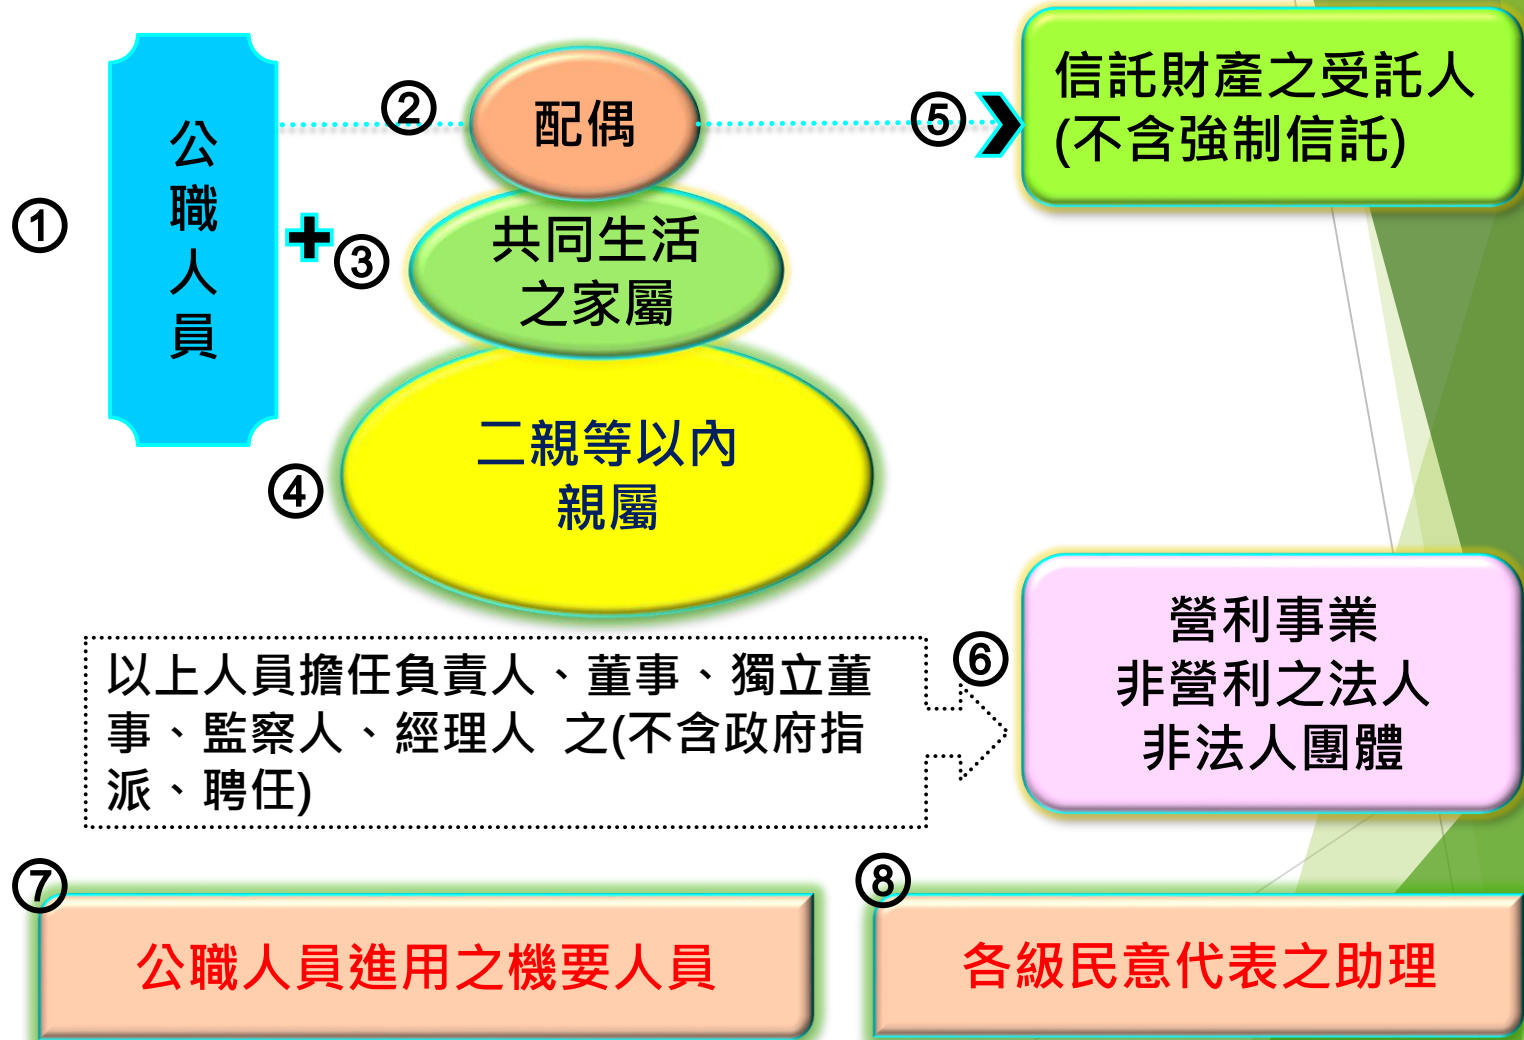 ①
公職人員
②
配偶
③
共同生活
之家屬
④
二親等以內
親屬
⑤
信託財產之受託人
(不含強制信託)
以上人員擔任負責人、董事、獨立董
事、監察人、經理人 之(不含政府指
派、聘任)
⑥
營利事業
非營利之法人
非法人團體
⑦
公職人員進用之機要人員
⑧
各級民意代表之助理